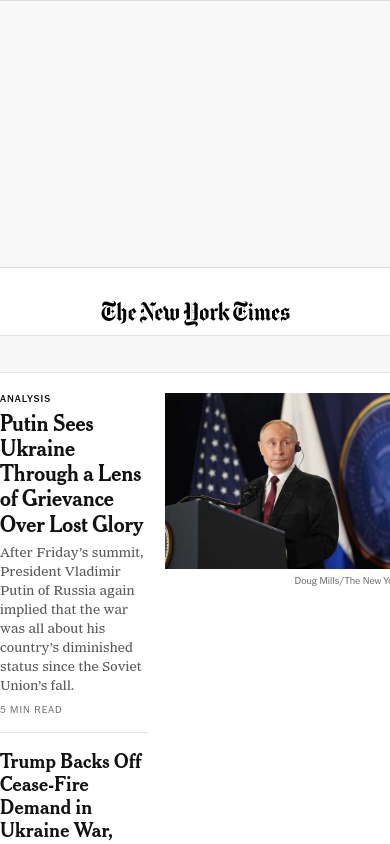 The New York Times
ANALYSIS
Putin Sees
Ukraine
Through a Lens
of Grievance
Over Lost Glory
After Friday’s summit,
President Vladimir
Putin of Russia again
implied that the war
was all about his
country’s diminished
status since the Soviet
Union’s fall.
5 MIN READ
Doug Mills/The New Yo
Trump Backs Off
Cease-Fire
Demand in
Ukraine War,